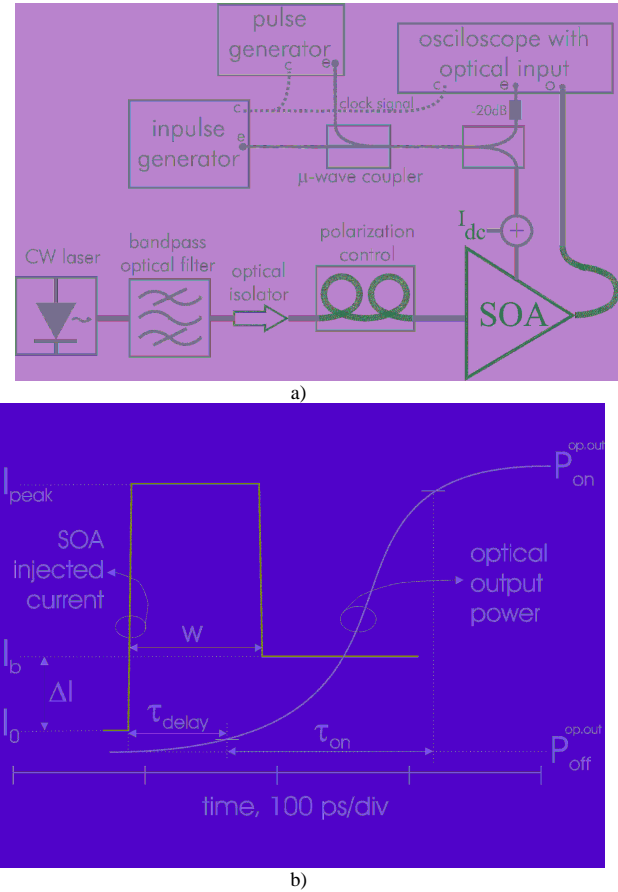 pulse
generator
c
e
osciloscope with
optical input
c
e
o
clock signal
-20dB
inpulse
generator
c
e
μ-wave coupler
I dc
+
polarization
control
CW laser
bandpass
optical filter
optical
isolator
SOA
a)
P on op.out
I peak
SOA
injected
current
optical
output
power
W
I b
ΔI
τ delay
I 0
τ on
P off op.out
time, 100 ps/div
b)